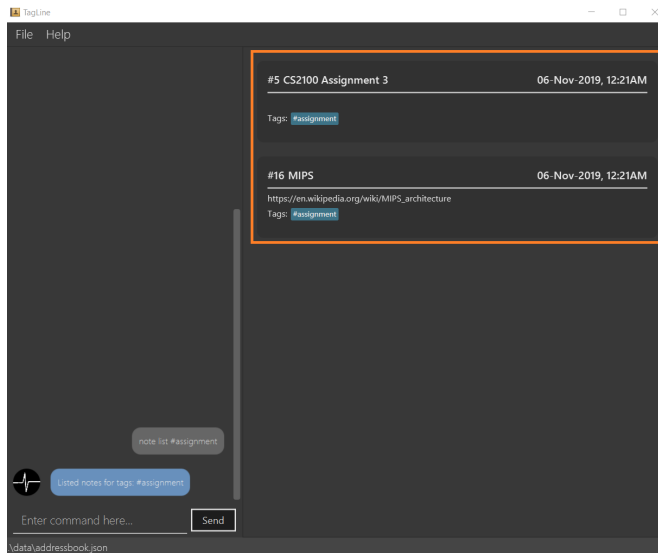 TagLine
File Help
#5 CS2100 Assignment 3 06-Nov-2019, 12:21AM
Tags: #assignment
#16 MIPS 06-Nov-2019, 12:21AM
https://en.wikipedia.org/wiki/MIPS_architecture
Tags: #assignment
note list #assignment
Listed notes for tags: #assignment
Enter command here... Send
.\data\addressbook.json